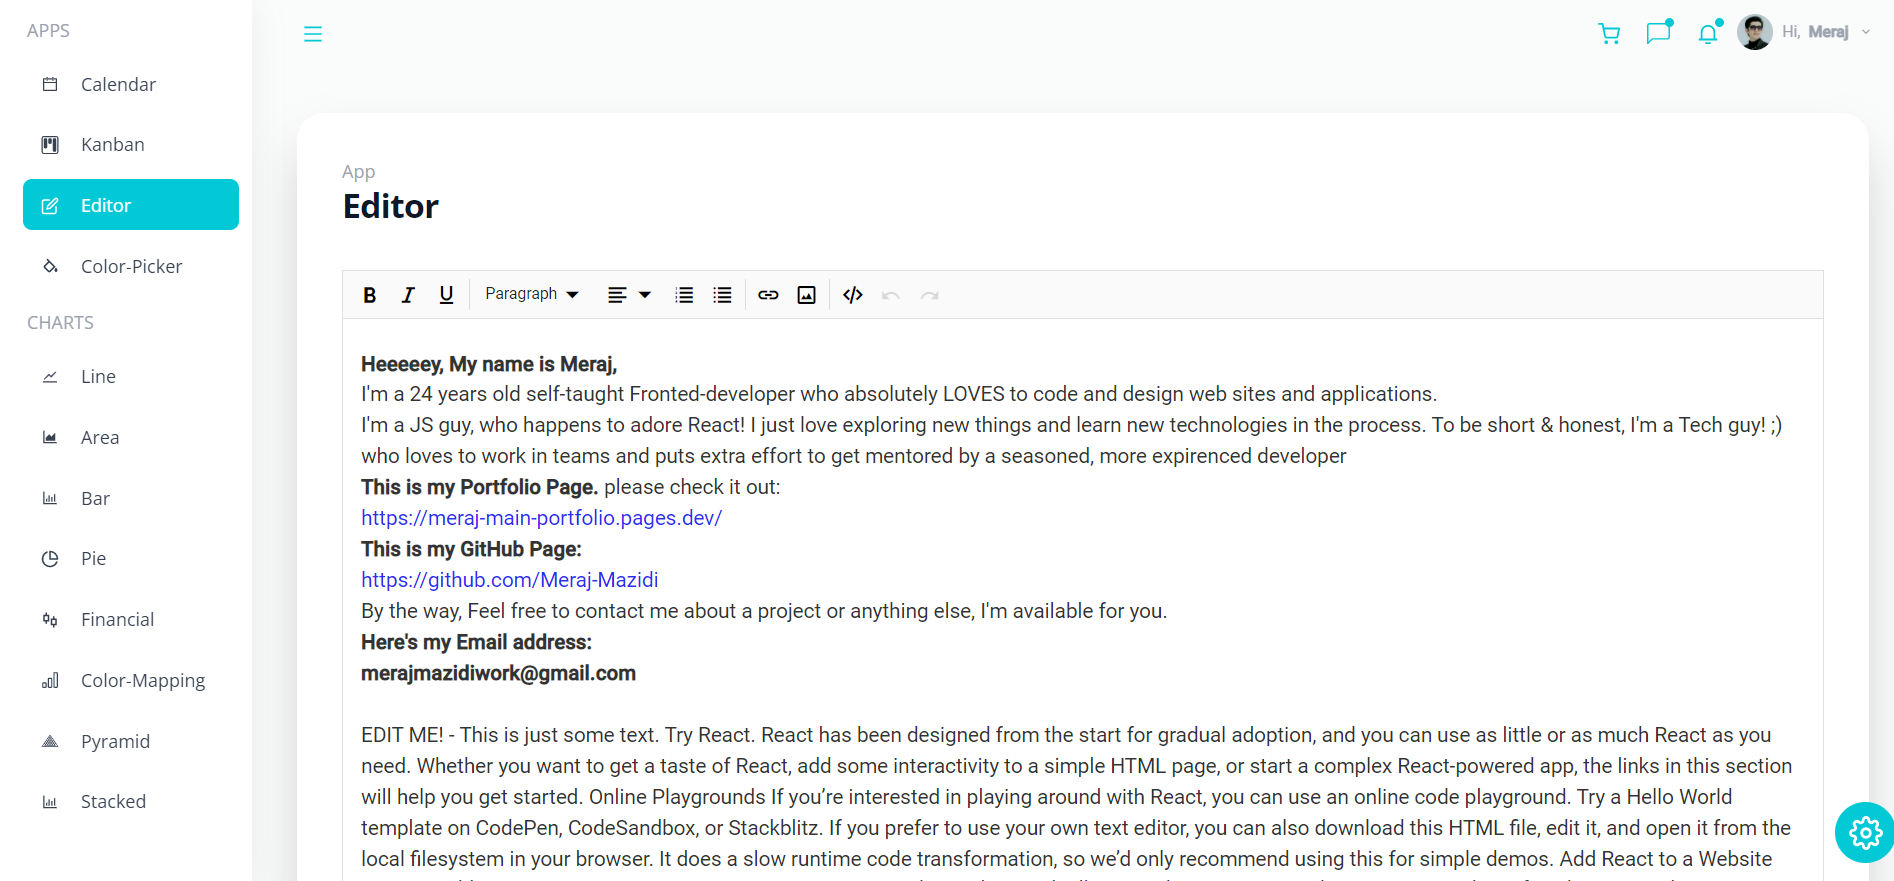 APPS
Calendar
Kanban
Editor
Color-Picker
CHARTS
Line
Area
Bar
Pie
Financial
Color-Mapping
Pyramid
Stacked
Hi, Meraj
App
Editor
B I U Paragraph
Heeeeey, My name is Meraj,
I'm a 24 years old self-taught Fronted-developer who absolutely LOVES to code and design web sites and applications.
I'm a JS guy, who happens to adore React! I just love exploring new things and learn new technologies in the process. To be short & honest, I'm a Tech guy! ;)
who loves to work in teams and puts extra effort to get mentored by a seasoned, more expirenced developer
This is my Portfolio Page. please check it out:
https://meraj-main-portfolio.pages.dev/
This is my GitHub Page:
https://github.com/Meraj-Mazidi
By the way, Feel free to contact me about a project or anything else, I'm available for you.
Here's my Email address:
merajmazidiwork@gmail.com
EDIT ME! - This is just some text. Try React. React has been designed from the start for gradual adoption, and you can use as little or as much React as you
need. Whether you want to get a taste of React, add some interactivity to a simple HTML page, or start a complex React-powered app, the links in this section
will help you get started. Online Playgrounds If you’re interested in playing around with React, you can use an online code playground. Try a Hello World
template on CodePen, CodeSandbox, or Stackblitz. If you prefer to use your own text editor, you can also download this HTML file, edit it, and open it from the
local filesystem in your browser. It does a slow runtime code transformation, so we’d only recommend using this for simple demos. Add React to a Website